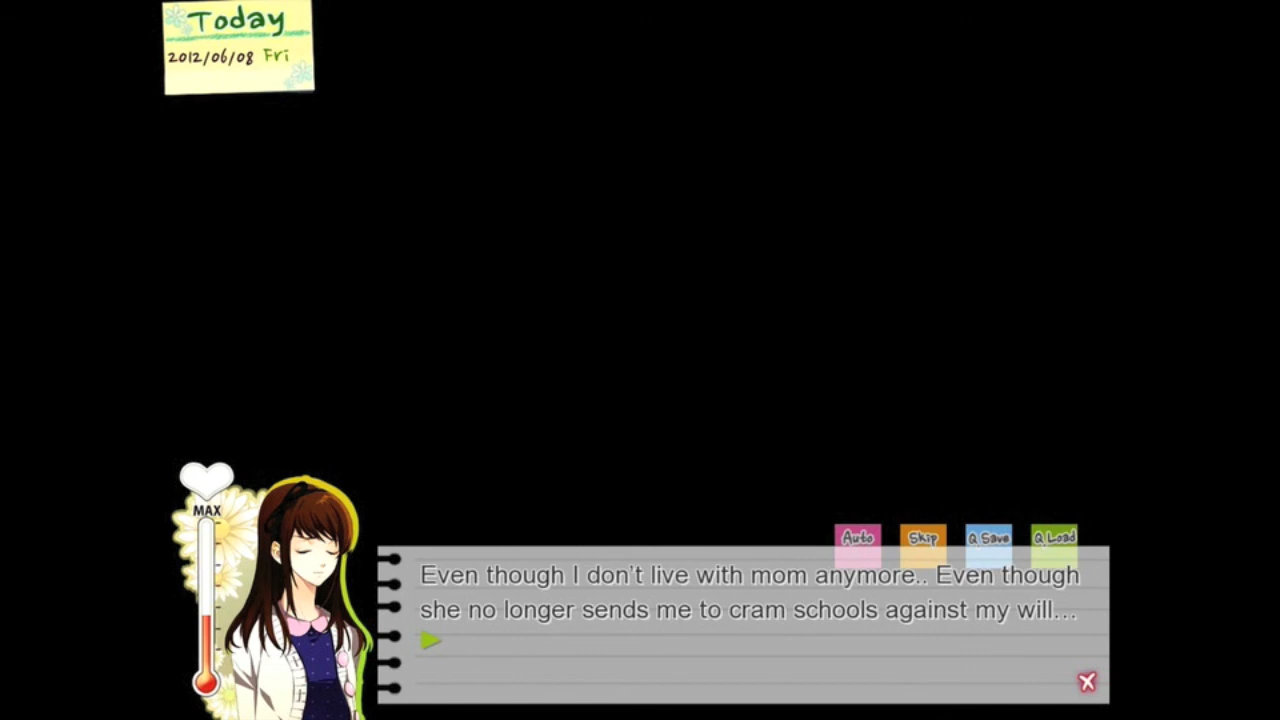 Today
2012/06/08 Fri
MAX
Auto Skip Q Save Q Load
Even though I don't live with mom anymore.. Even though
she no longer sends me to cram schools against my will...